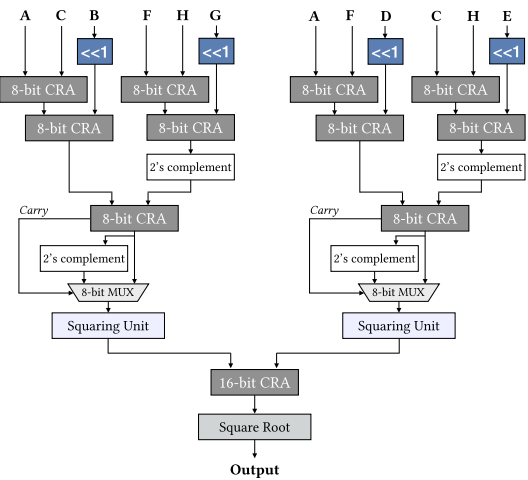 A C B F H G A F D C H E
<<1 <<1 <<1 <<1
8-bit CRA 8-bit CRA 8-bit CRA 8-bit CRA
8-bit CRA 8-bit CRA 8-bit CRA 8-bit CRA
2's complement 2's complement
Carry 8-bit CRA Carry 8-bit CRA
2's complement 2's complement
8-bit MUX 8-bit MUX
Squaring Unit Squaring Unit
16-bit CRA
Square Root
Output